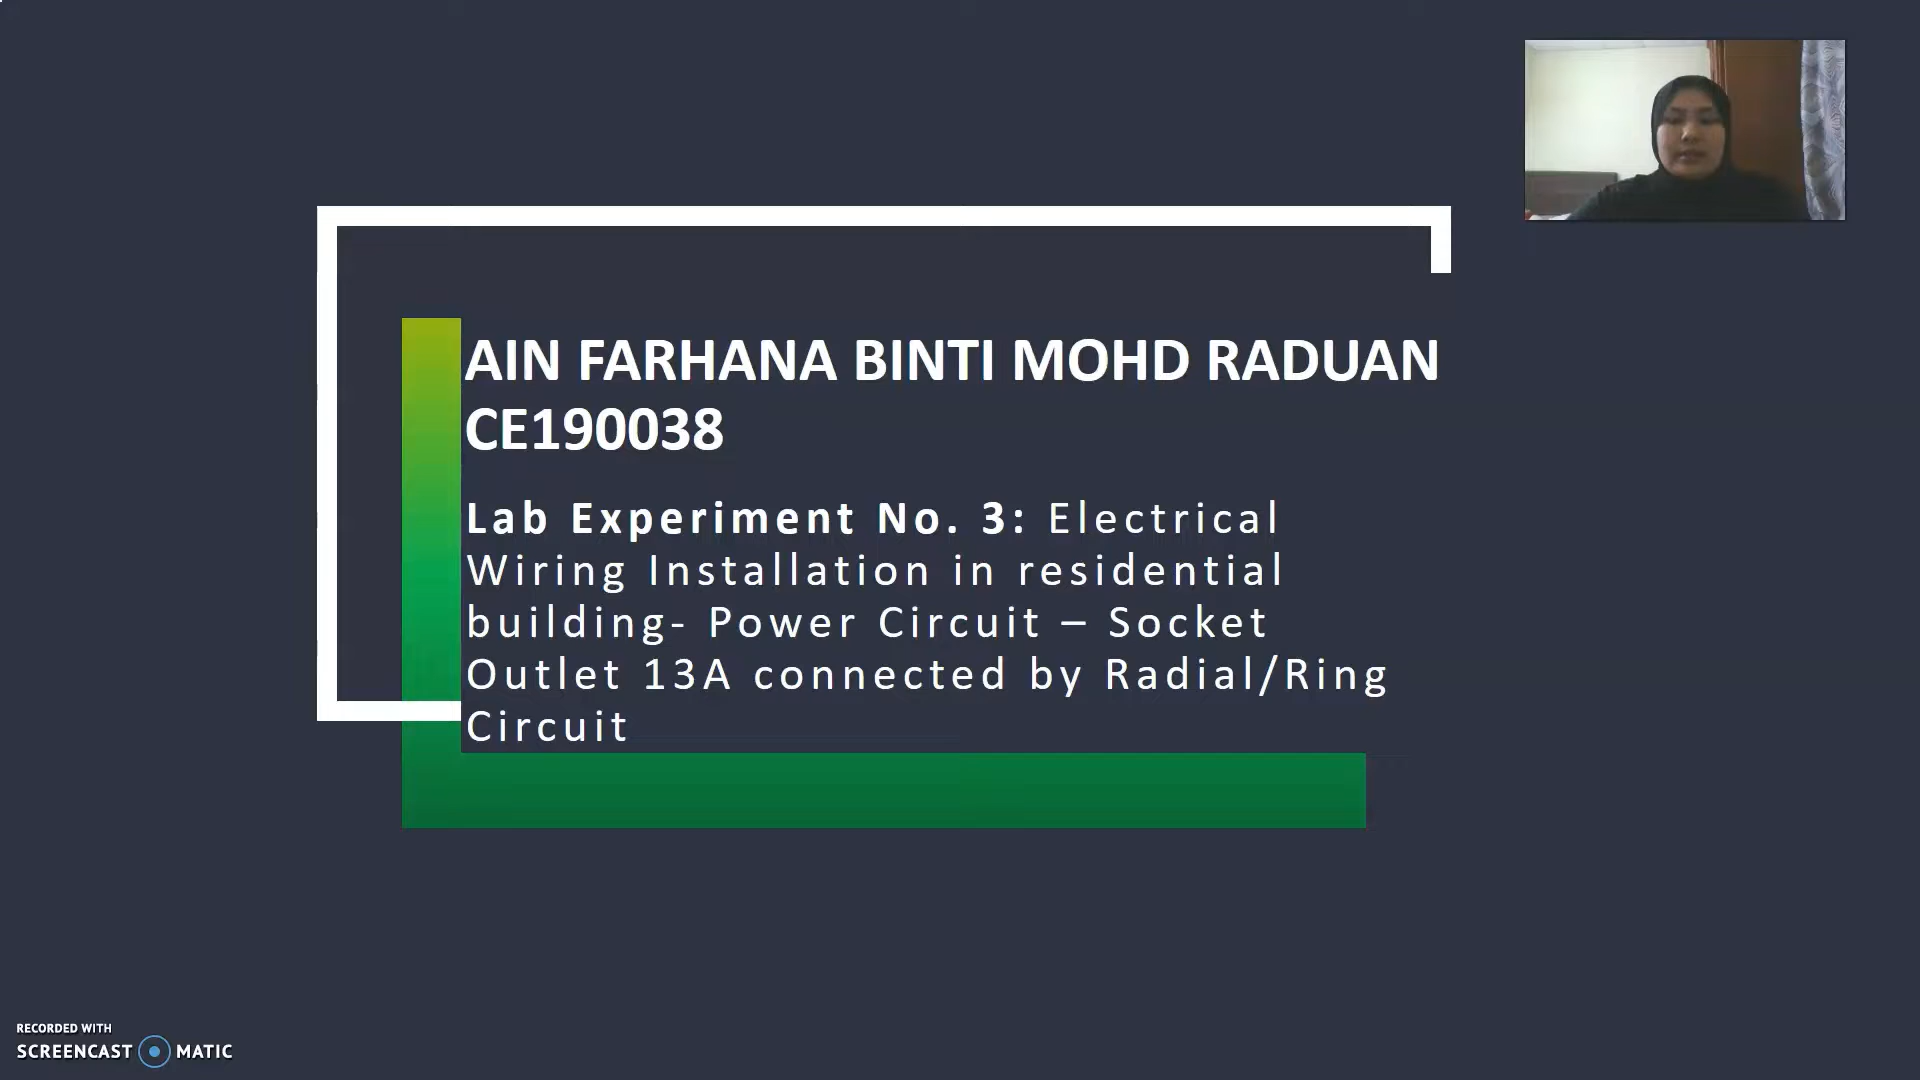 AIN FARHANA BINTI MOHD RADUAN
CE190038
Lab Experiment No. 3: Electrical
Wiring Installation in residential
building- Power Circuit – Socket
Outlet 13A connected by Radial/Ring
Circuit
RECORDED WITH
SCREENCAST MATIC